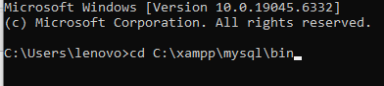 Microsoft Windows [Version 10.0.19045.6332]
(c) Microsoft Corporation. All rights reserved.
C:\Users\lenovo>cd C:\xampp\mysql\bin